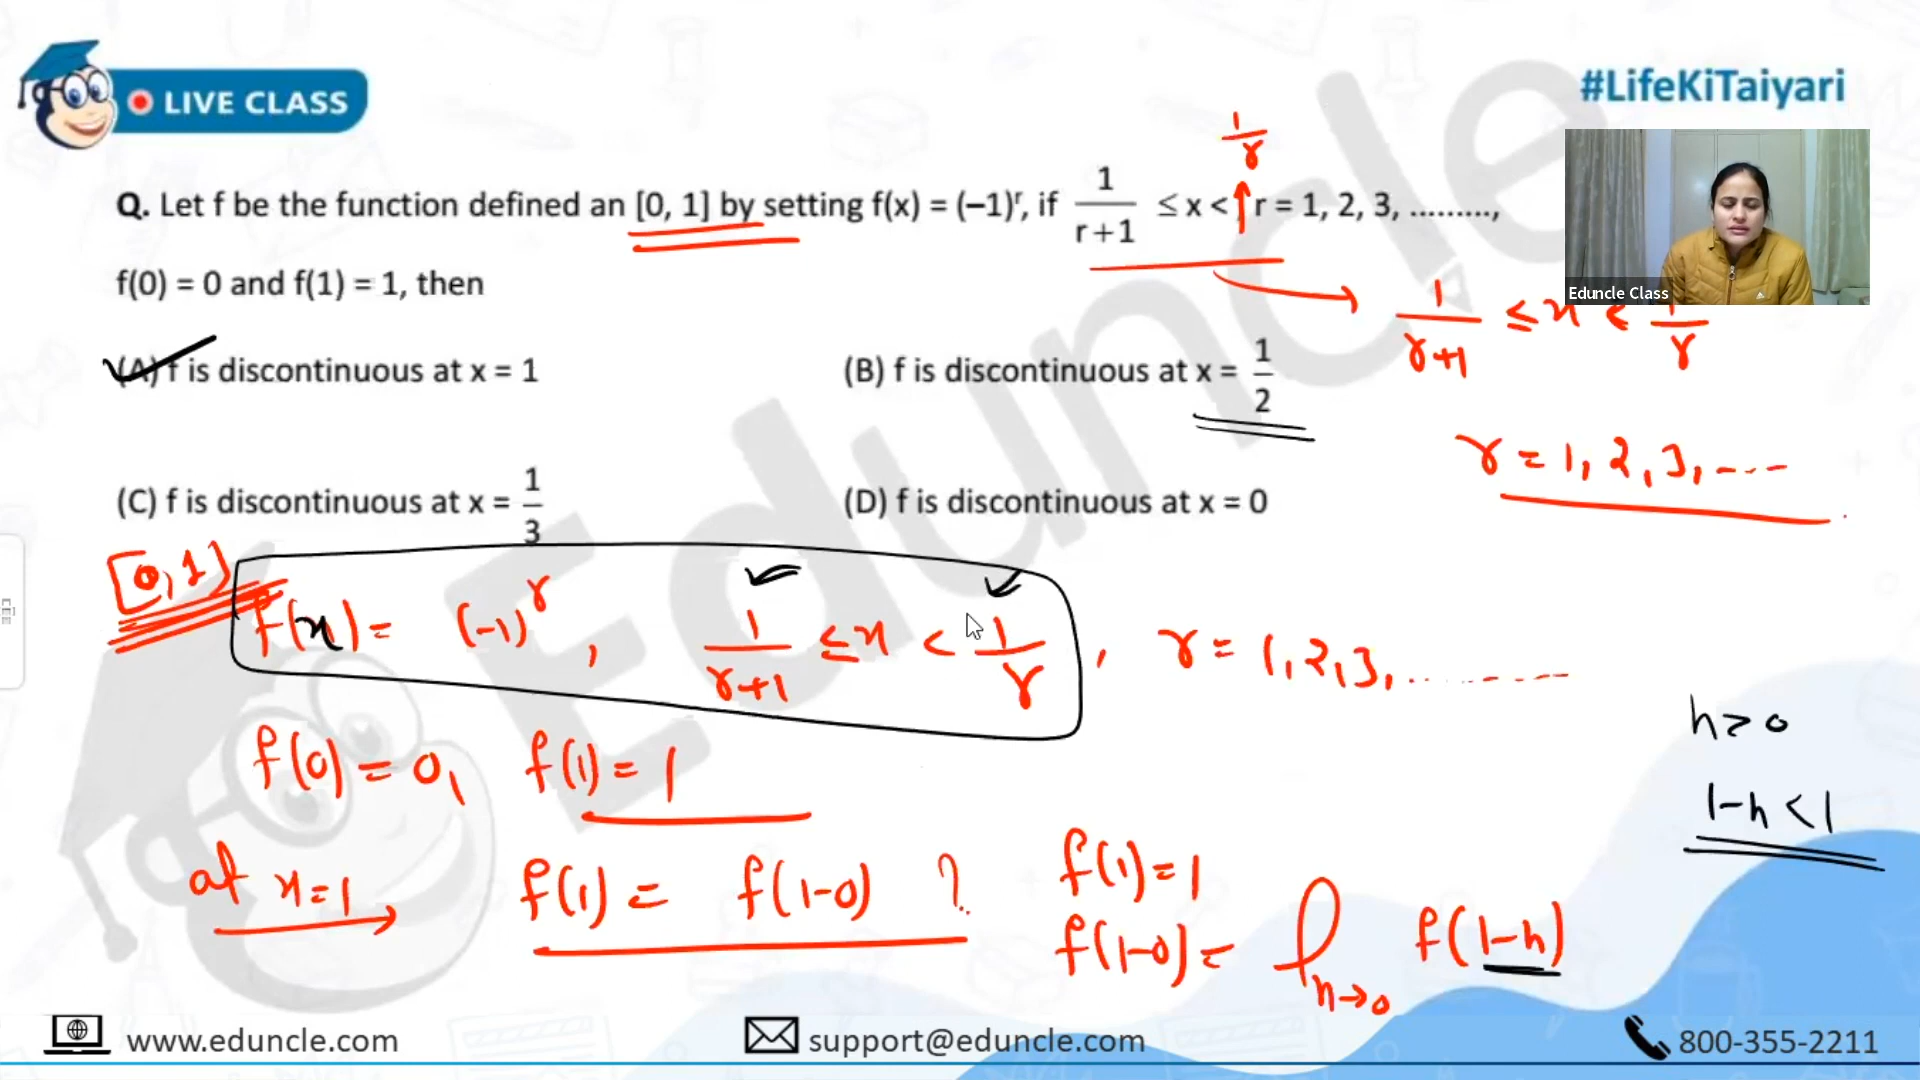 LIVE CLASS
#LifeKiTaiyari
Eduncle Class
1/r
Q. Let f be the function defined an [0, 1] by setting f(x) = (−1)^r, if 1/(r+1) ≤ x < r = 1, 2, 3, .........,
f(0) = 0 and f(1) = 1, then
1/(r+1) ≤ x < 1/r
(A) f is discontinuous at x = 1
(B) f is discontinuous at x = 1/2
r = 1, 2, 3, ----
(C) f is discontinuous at x = 1/3
(D) f is discontinuous at x = 0
[0, 1]
f(x) = (-1)^r , 1/(r+1) ≤ x < 1/r , r = 1, 2, 3, ..........
h > 0
f(0) = 0, f(1) = 1
1-h < 1
at x = 1 f(1) = f(1-0) ?
f(1) = 1
f(1-0) = l h→0 f(1-h)
Eduncle
www.eduncle.com
support@eduncle.com
800-355-2211